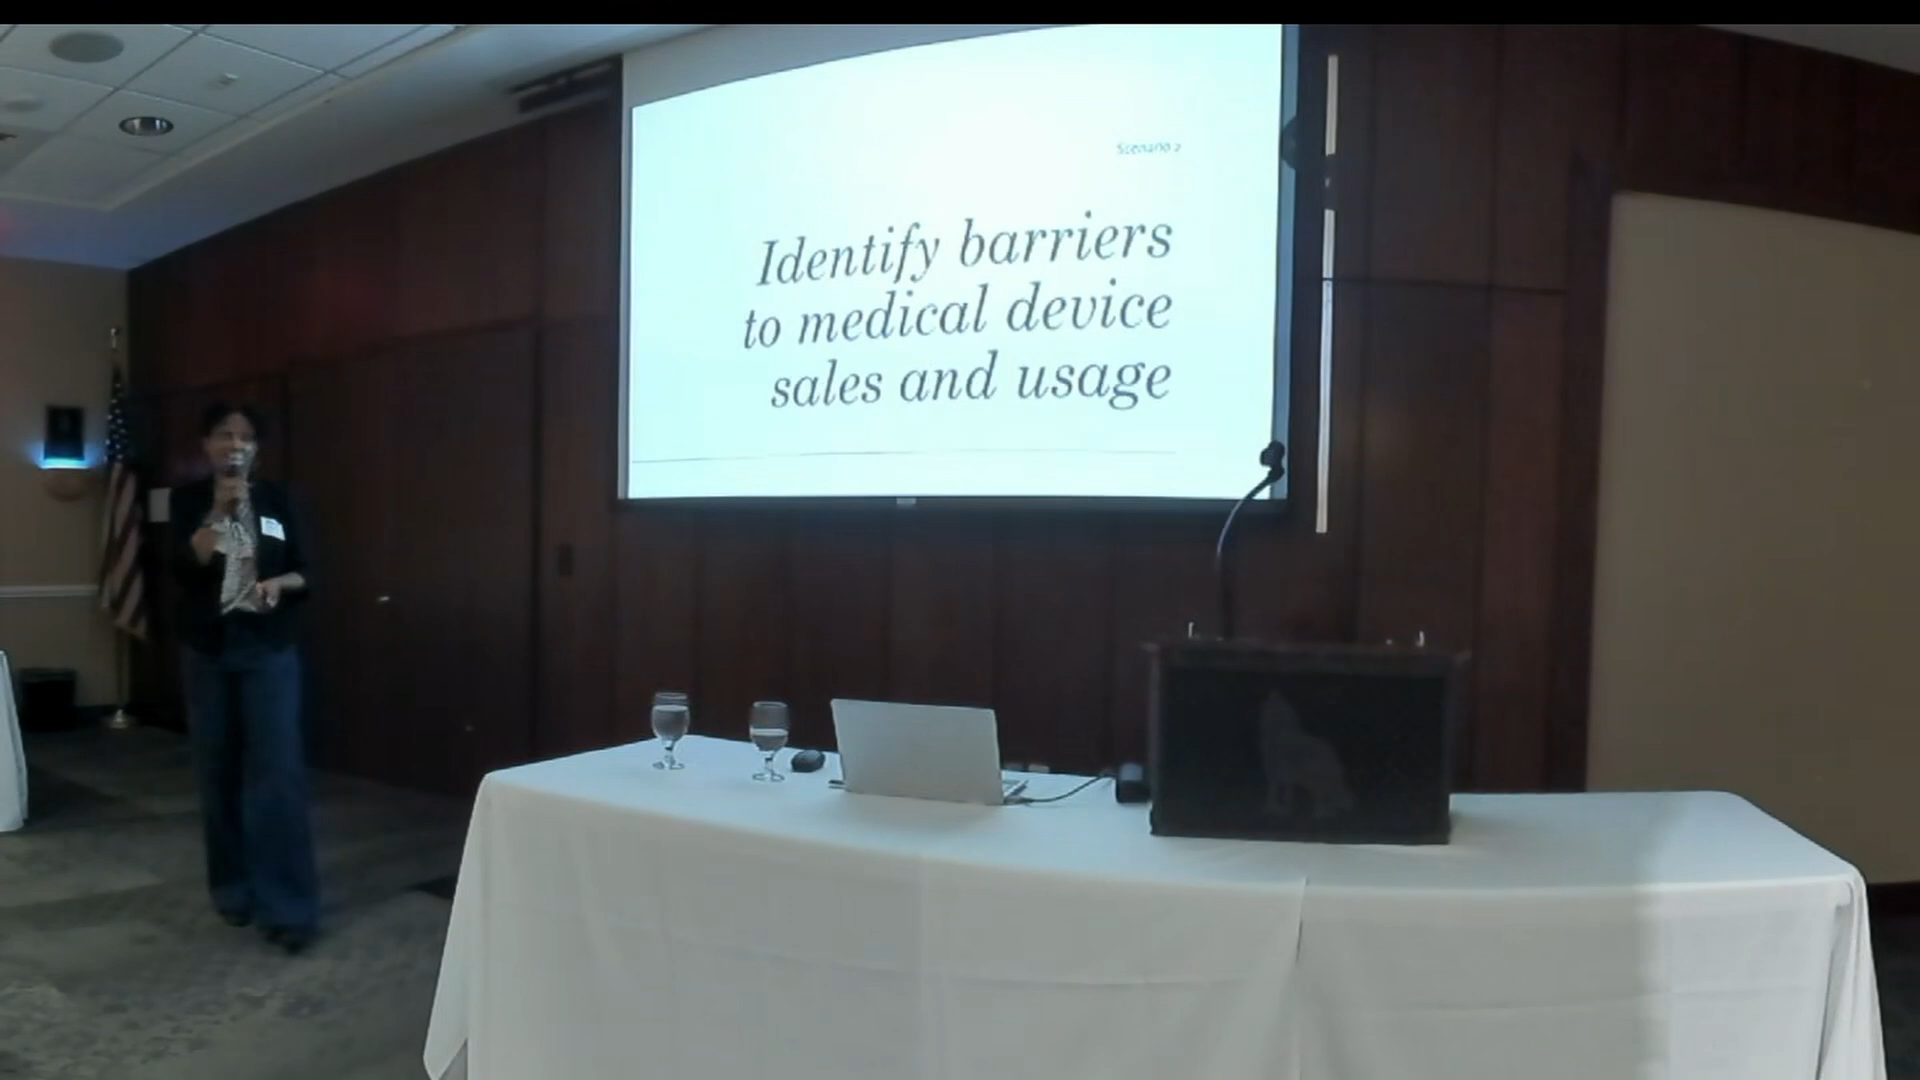 Scenario 2
Identify barriers
to medical device
sales and usage